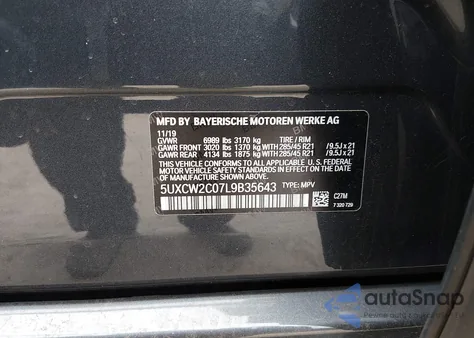 MFD BY BAYERISCHE MOTOREN WERKE AG
11/19
GVWR 6989 lbs 3170 kg TIRE / RIM
GAWR FRONT 3020 lbs 1370 kg WITH 285/45 R21 /9.5J x 21
GAWR REAR 4134 lbs 1875 kg WITH 285/45 R21 /9.5J x 21
THIS VEHICLE CONFORMS TO ALL APPLICABLE U.S. FEDERAL
MOTOR VEHICLE SAFETY STANDARDS IN EFFECT ON THE DATE
OF MANUFACTURE SHOWN ABOVE.
5UXCW2C07L9B35643 TYPE: MPV
C27M
7 320 729
autoSnap